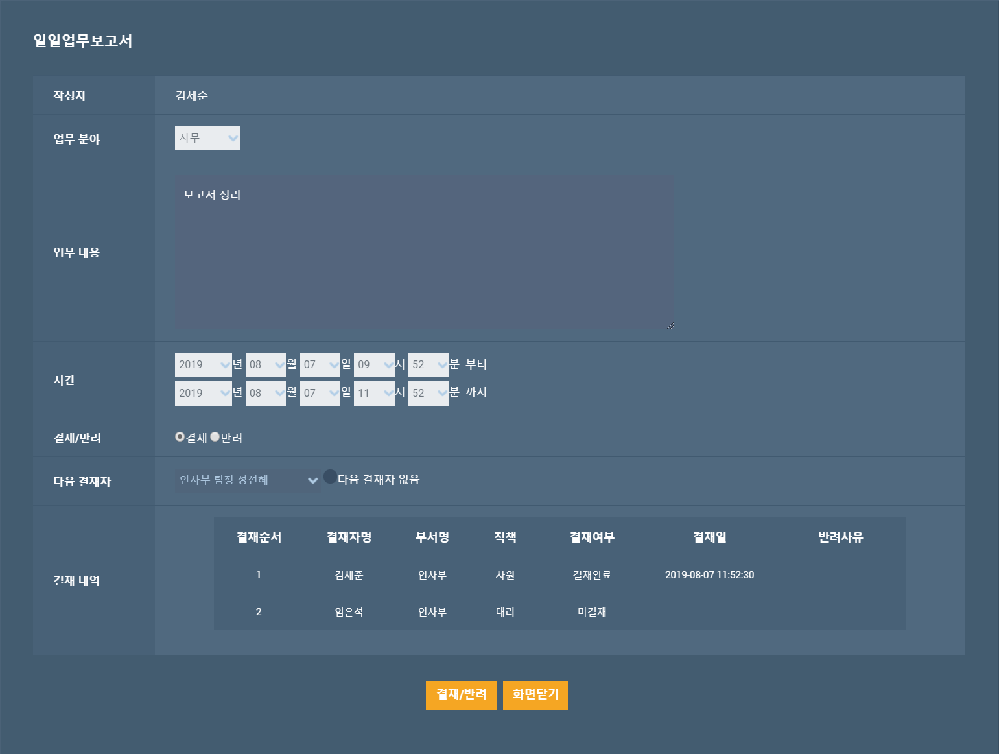 일일업무보고서
작성자 김세준
업무 분야 사무
업무 내용 보고서 정리
시간 2019 년 08 월 07 일 09 시 52 분 부터
2019 년 08 월 07 일 11 시 52 분 까지
결재/반려 결재 반려
다음 결재자 인사부 팀장 성선혜 다음 결재자 없음
결재 내역
결재순서 결재자명 부서명 직책 결재여부 결재일 반려사유
1 김세준 인사부 사원 결재완료 2019-08-07 11:52:30
2 임은석 인사부 대리 미결재
결재/반려 화면닫기